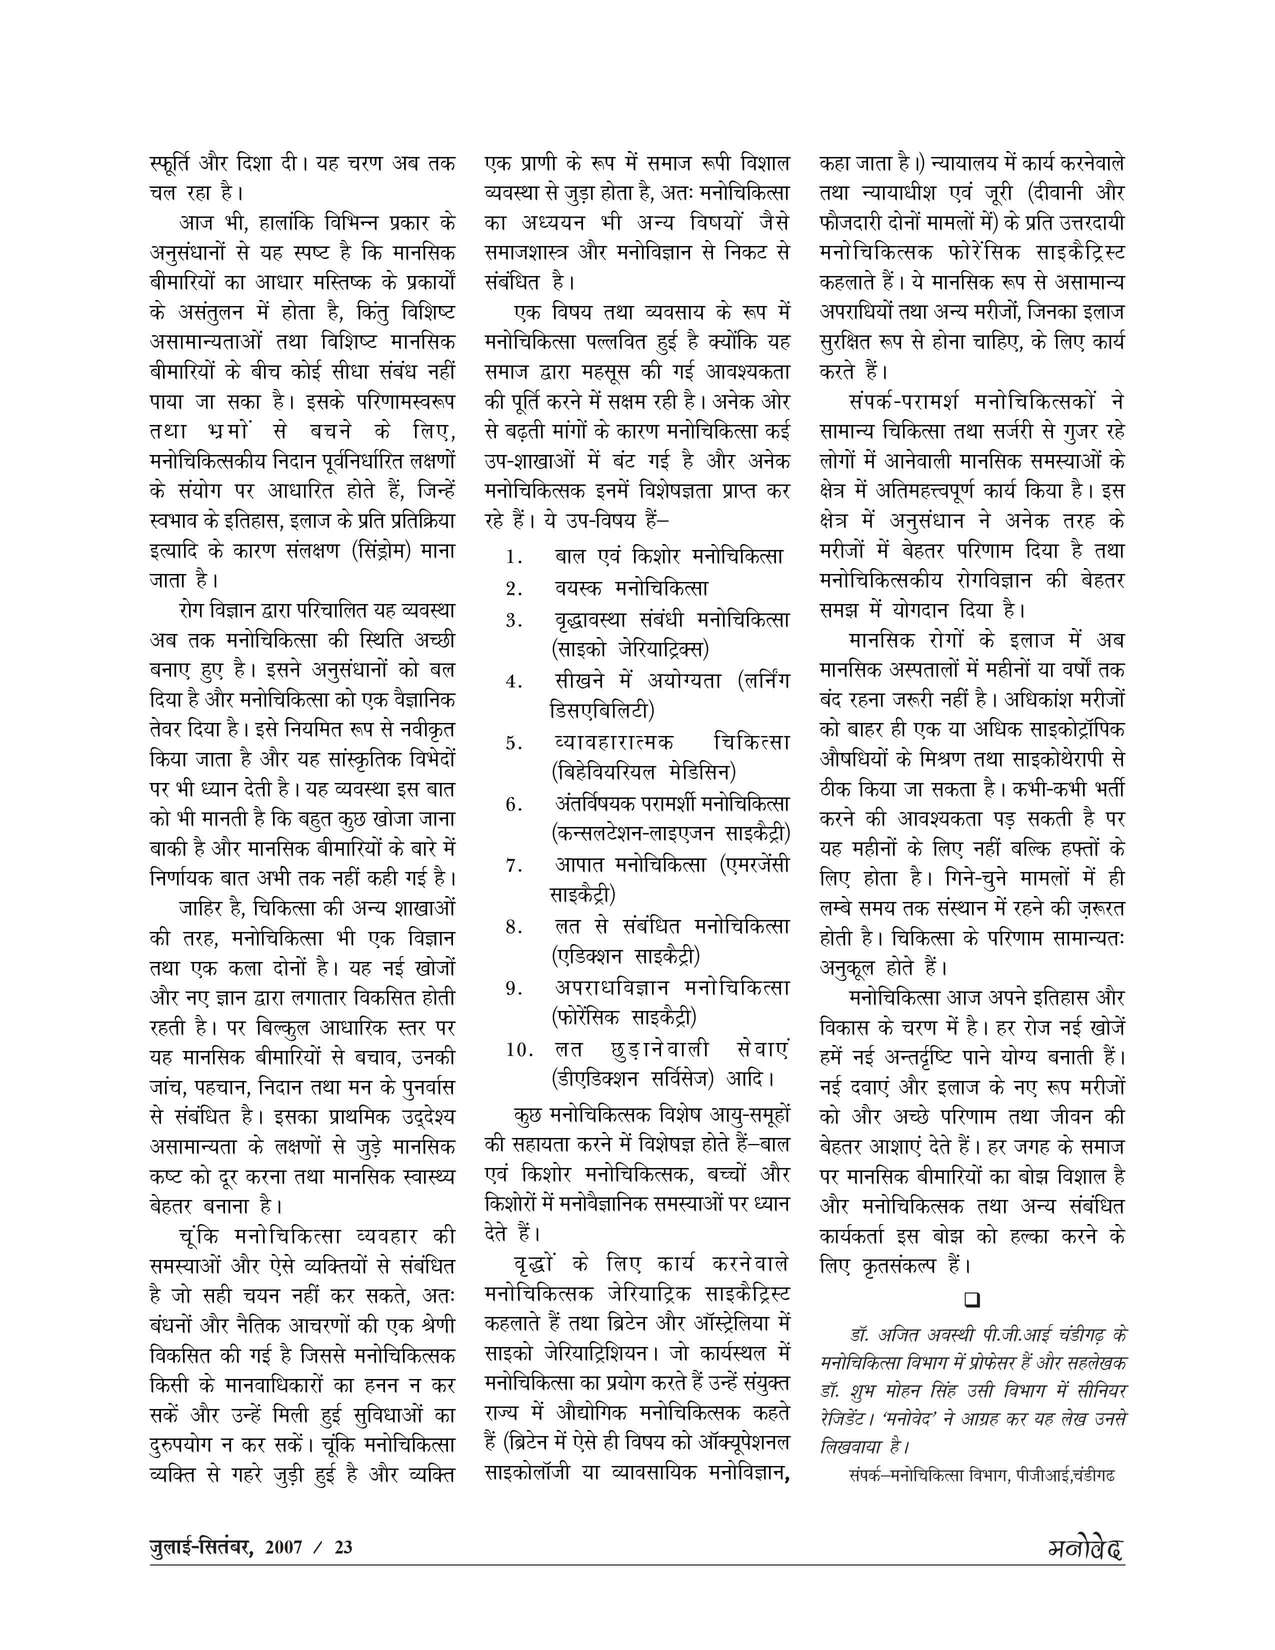 स्फूर्ति और दिशा दी। यह चरण अब तक
चल रहा है।
आज भी, हालांकि विभिन्न प्रकार के
अनुसंधानों से यह स्पष्ट है कि मानसिक
बीमारियों का आधार मस्तिष्क के प्रकार्यों
के असंतुलन में होता है, किंतु विशिष्ट
असामान्यताओं तथा विशिष्ट मानसिक
बीमारियों के बीच कोई सीधा संबंध नहीं
पाया जा सका है। इसके परिणामस्वरूप
तथा भ्रमों से बचने के लिए,
मनोचिकित्सकीय निदान पूर्वनिर्धारित लक्षणों
के संयोग पर आधारित होते हैं, जिन्हें
स्वभाव के इतिहास, इलाज के प्रति प्रतिक्रिया
इत्यादि के कारण संलक्षण (सिंड्रोम) माना
जाता है।
रोग विज्ञान द्वारा परिचालित यह व्यवस्था
अब तक मनोचिकित्सा की स्थिति अच्छी
बनाए हुए है। इसने अनुसंधानों को बल
दिया है और मनोचिकित्सा को एक वैज्ञानिक
तेवर दिया है। इसे नियमित रूप से नवीकृत
किया जाता है और यह सांस्कृतिक विभेदों
पर भी ध्यान देती है। यह व्यवस्था इस बात
को भी मानती है कि बहुत कुछ खोजा जाना
बाकी है और मानसिक बीमारियों के बारे में
निर्णायक बात अभी तक नहीं कही गई है।
जाहिर है, चिकित्सा की अन्य शाखाओं
की तरह, मनोचिकित्सा भी एक विज्ञान
तथा एक कला दोनों है। यह नई खोजों
और नए ज्ञान द्वारा लगातार विकसित होती
रहती है। पर बिल्कुल आधारिक स्तर पर
यह मानसिक बीमारियों से बचाव, उनकी
जांच, पहचान, निदान तथा मन के पुनर्वास
से संबंधित है। इसका प्राथमिक उद्देश्य
असामान्यता के लक्षणों से जुड़े मानसिक
कष्ट को दूर करना तथा मानसिक स्वास्थ्य
बेहतर बनाना है।
चूंकि मनोचिकित्सा व्यवहार की
समस्याओं और ऐसे व्यक्तियों से संबंधित
है जो सही चयन नहीं कर सकते, अतः
बंधनों और नैतिक आचरणों की एक श्रेणी
विकसित की गई है जिससे मनोचिकित्सक
किसी के मानवाधिकारों का हनन न कर
सकें और उन्हें मिली हुई सुविधाओं का
दुरुपयोग न कर सकें। चूंकि मनोचिकित्सा
व्यक्ति से गहरे जुड़ी हुई है और व्यक्ति
एक प्राणी के रूप में समाज रूपी विशाल
व्यवस्था से जुड़ा होता है, अतः मनोचिकित्सा
का अध्ययन भी अन्य विषयों जैसे
समाजशास्त्र और मनोविज्ञान से निकट से
संबंधित है।
एक विषय तथा व्यवसाय के रूप में
मनोचिकित्सा पल्लवित हुई है क्योंकि यह
समाज द्वारा महसूस की गई आवश्यकता
की पूर्ति करने में सक्षम रही है। अनेक ओर
से बढ़ती मांगों के कारण मनोचिकित्सा कई
उप-शाखाओं में बंट गई है और अनेक
मनोचिकित्सक इनमें विशेषज्ञता प्राप्त कर
रहे हैं। ये उप-विषय हैं–
1. बाल एवं किशोर मनोचिकित्सा
2. वयस्क मनोचिकित्सा
3. वृद्धावस्था संबंधी मनोचिकित्सा
(साइको जेरियाट्रिक्स)
4. सीखने में अयोग्यता (लर्निंग
डिसएबिलिटी)
5. व्यावहारात्मक चिकित्सा
(बिहेवियरियल मेडिसिन)
6. अंतर्विषयक परामर्शी मनोचिकित्सा
(कन्सलटेशन-लाइएजन साइकैट्री)
7. आपात मनोचिकित्सा (एमरजेंसी
साइकैट्री)
8. लत से संबंधित मनोचिकित्सा
(एडिक्शन साइकैट्री)
9. अपराधविज्ञान मनोचिकित्सा
(फोरेंसिक साइकैट्री)
10. लत छुड़ानेवाली सेवाएं
(डीएडिक्शन सर्विसेज) आदि।
कुछ मनोचिकित्सक विशेष आयु-समूहों
की सहायता करने में विशेषज्ञ होते हैं–बाल
एवं किशोर मनोचिकित्सक, बच्चों और
किशोरों में मनोवैज्ञानिक समस्याओं पर ध्यान
देते हैं।
वृद्धों के लिए कार्य करनेवाले
मनोचिकित्सक जेरियाट्रिक साइकैट्रिस्ट
कहलाते हैं तथा ब्रिटेन और ऑस्ट्रेलिया में
साइको जेरियाट्रिशियन। जो कार्यस्थल में
मनोचिकित्सा का प्रयोग करते हैं उन्हें संयुक्त
राज्य में औद्योगिक मनोचिकित्सक कहते
हैं (ब्रिटेन में ऐसे ही विषय को ऑक्यूपेशनल
साइकोलॉजी या व्यावसायिक मनोविज्ञान,
कहा जाता है।) न्यायालय में कार्य करनेवाले
तथा न्यायाधीश एवं जूरी (दीवानी और
फौजदारी दोनों मामलों में) के प्रति उत्तरदायी
मनोचिकित्सक फोरेंसिक साइकैट्रिस्ट
कहलाते हैं। ये मानसिक रूप से असामान्य
अपराधियों तथा अन्य मरीजों, जिनका इलाज
सुरक्षित रूप से होना चाहिए, के लिए कार्य
करते हैं।
संपर्क-परामर्श मनोचिकित्सकों ने
सामान्य चिकित्सा तथा सर्जरी से गुजर रहे
लोगों में आनेवाली मानसिक समस्याओं के
क्षेत्र में अतिमहत्त्वपूर्ण कार्य किया है। इस
क्षेत्र में अनुसंधान ने अनेक तरह के
मरीजों में बेहतर परिणाम दिया है तथा
मनोचिकित्सकीय रोगविज्ञान की बेहतर
समझ में योगदान दिया है।
मानसिक रोगों के इलाज में अब
मानसिक अस्पतालों में महीनों या वर्षों तक
बंद रहना जरूरी नहीं है। अधिकांश मरीजों
को बाहर ही एक या अधिक साइकोट्रॉपिक
औषधियों के मिश्रण तथा साइकोथेरापी से
ठीक किया जा सकता है। कभी-कभी भर्ती
करने की आवश्यकता पड़ सकती है पर
यह महीनों के लिए नहीं बल्कि हफ्तों के
लिए होता है। गिने-चुने मामलों में ही
लम्बे समय तक संस्थान में रहने की ज़रूरत
होती है। चिकित्सा के परिणाम सामान्यतः
अनुकूल होते हैं।
मनोचिकित्सा आज अपने इतिहास और
विकास के चरण में है। हर रोज नई खोजें
हमें नई अन्तर्दृष्टि पाने योग्य बनाती हैं।
नई दवाएं और इलाज के नए रूप मरीजों
को और अच्छे परिणाम तथा जीवन की
बेहतर आशाएं देते हैं। हर जगह के समाज
पर मानसिक बीमारियों का बोझ विशाल है
और मनोचिकित्सक तथा अन्य संबंधित
कार्यकर्ता इस बोझ को हल्का करने के
लिए कृतसंकल्प हैं।
❑
डॉ. अजित अवस्थी पी.जी.आई चंडीगढ़ के
मनोचिकित्सा विभाग में प्रोफेसर हैं और सहलेखक
डॉ. शुभ मोहन सिंह उसी विभाग में सीनियर
रेजिडेंट। 'मनोवेद' ने आग्रह कर यह लेख उनसे
लिखवाया है।
संपर्क–मनोचिकित्सा विभाग, पीजीआई,चंडीगढ
जुलाई-सितंबर, 2007 / 23
मनोवेद